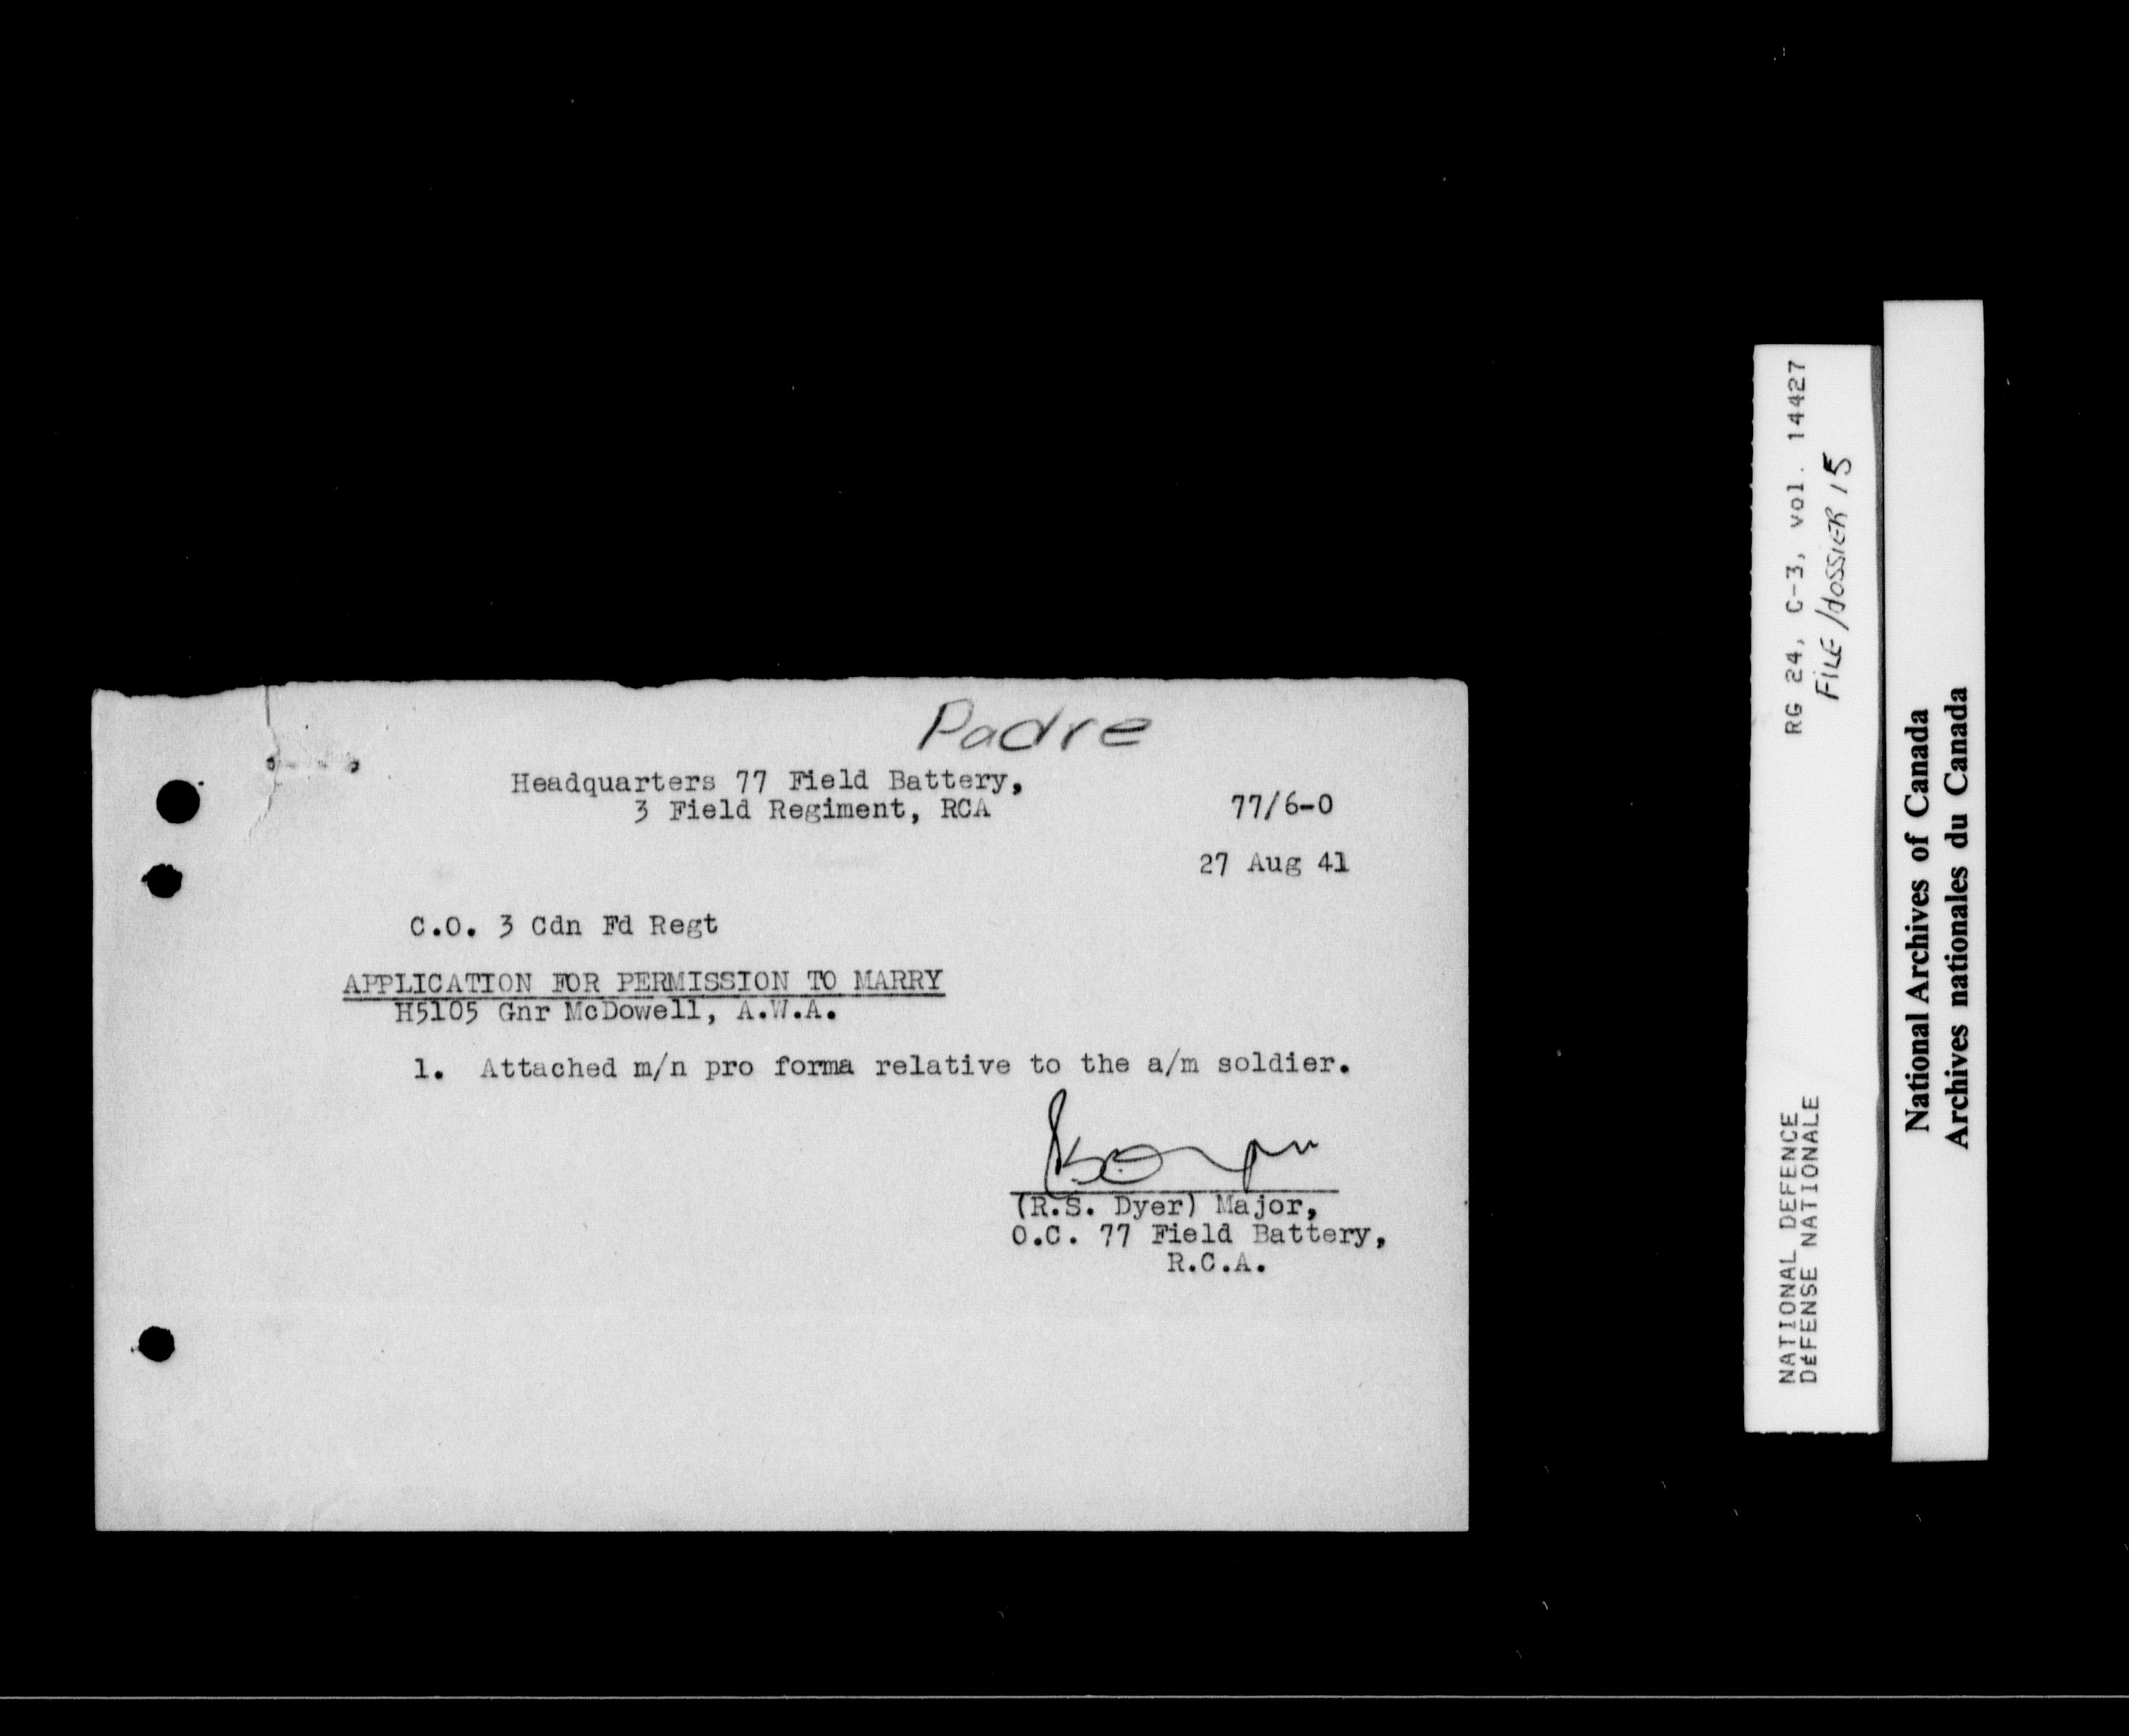 Padre
Headquarters 77 Field Battery,
3 Field Regiment, RCA
77/6-0
27 Aug 41
C.O. 3 Cdn Fd Regt
APPLICATION FOR PERMISSION TO MARRY
H5105 Gnr McDowell, A.W.A.
1. Attached m/n pro forma relative to the a/m soldier.
(R.S. Dyer) Major,
O.C. 77 Field Battery,
R.C.A.
RG 24, C-3, vol. 14427
FILE/dOSSIER 15
NATIONAL DEFENCE
DÉFENSE NATIONALE
National Archives of Canada
Archives nationales du Canada